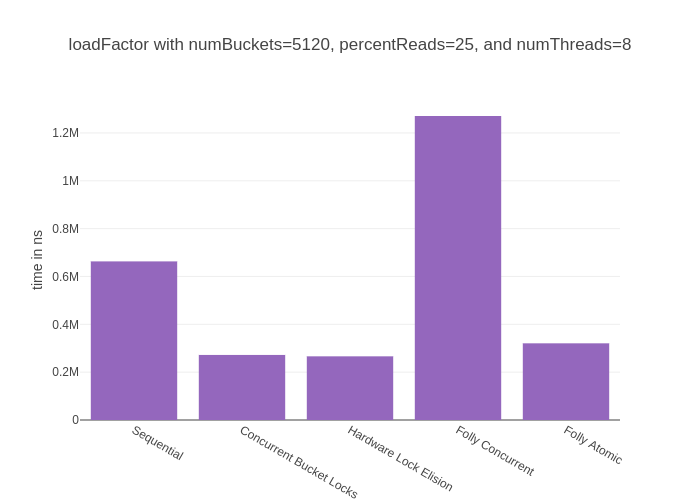 loadFactor with numBuckets=5120, percentReads=25, and numThreads=8
time in ns
1.2M
1M
0.8M
0.6M
0.4M
0.2M
0
Sequential
Concurrent Bucket Locks
Hardware Lock Elision
Folly Concurrent
Folly Atomic